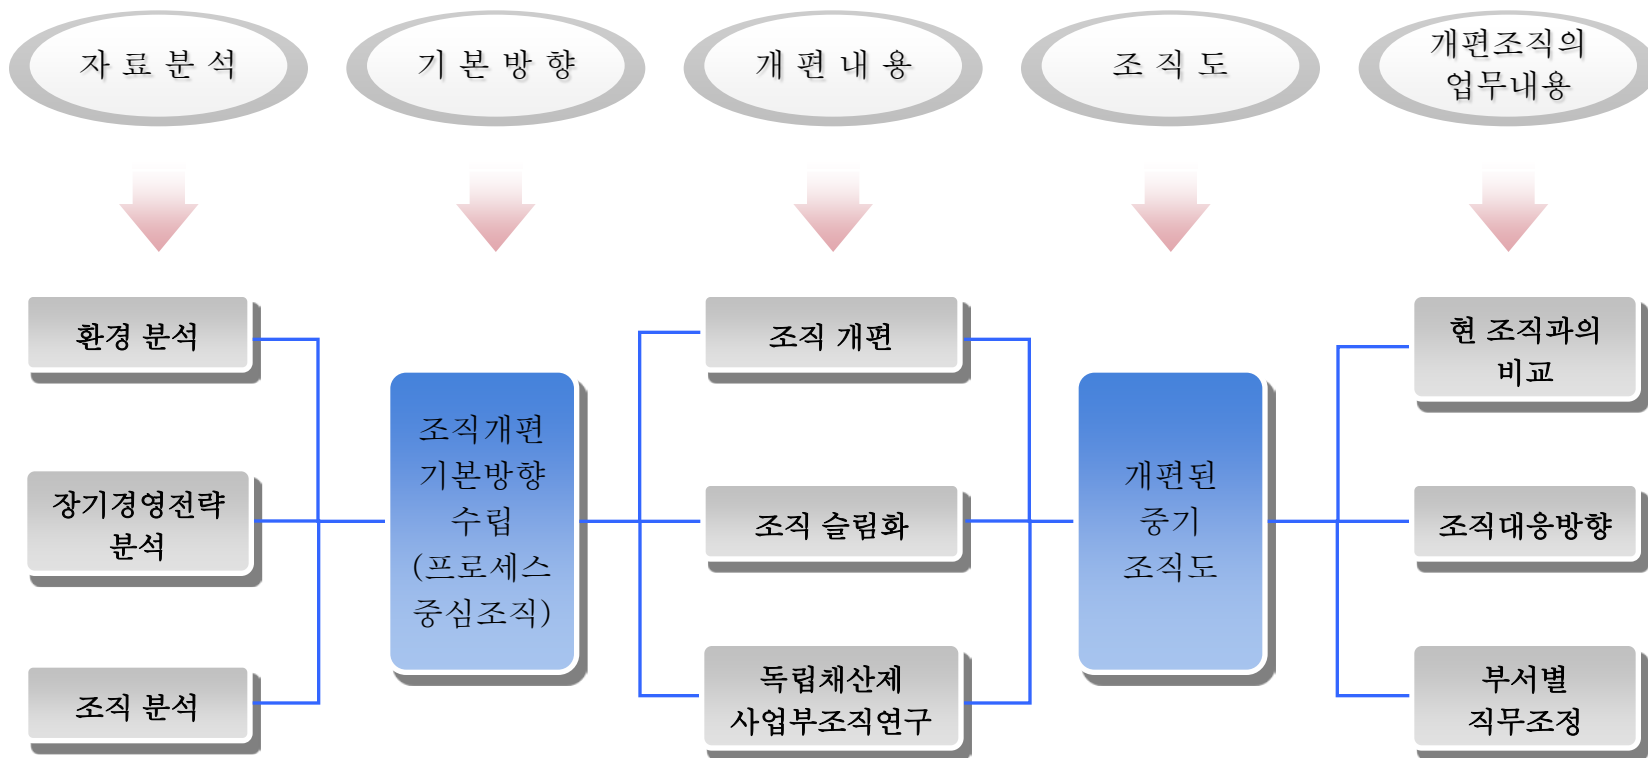 자 료 분 석
기 본 방 향
개 편 내 용
조 직 도
개편조직의
업무내용
환경 분석
장기경영전략
분석
조직 분석
조직개편
기본방향
수립
(프로세스
중심조직)
조직 개편
조직 슬림화
독립채산제
사업부조직연구
개편된
중기
조직도
현 조직과의
비교
조직대응방향
부서별
직무조정